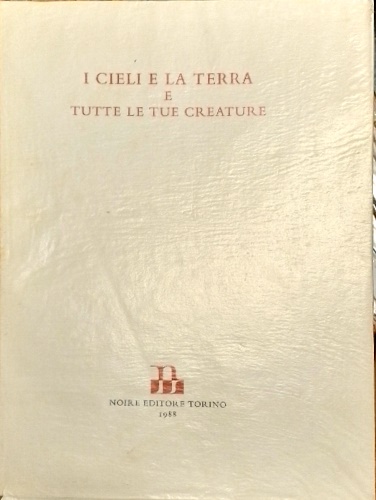 I CIELI E LA TERRA
E
TUTTE LE TUE CREATURE
NOIRE EDITORE TORINO
1988